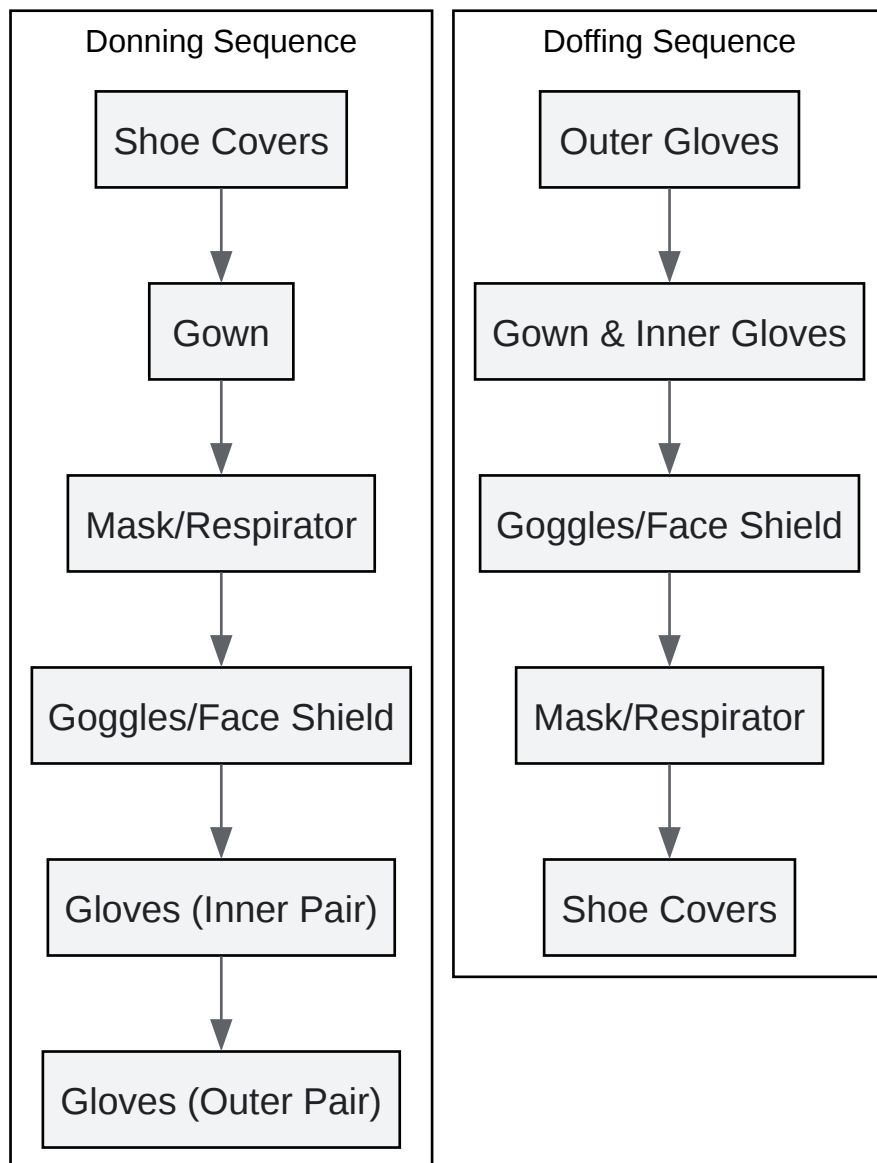 Donning Sequence
Shoe Covers
Gown
Mask/Respirator
Goggles/Face Shield
Gloves (Inner Pair)
Gloves (Outer Pair)
Doffing Sequence
Outer Gloves
Gown & Inner Gloves
Goggles/Face Shield
Mask/Respirator
Shoe Covers